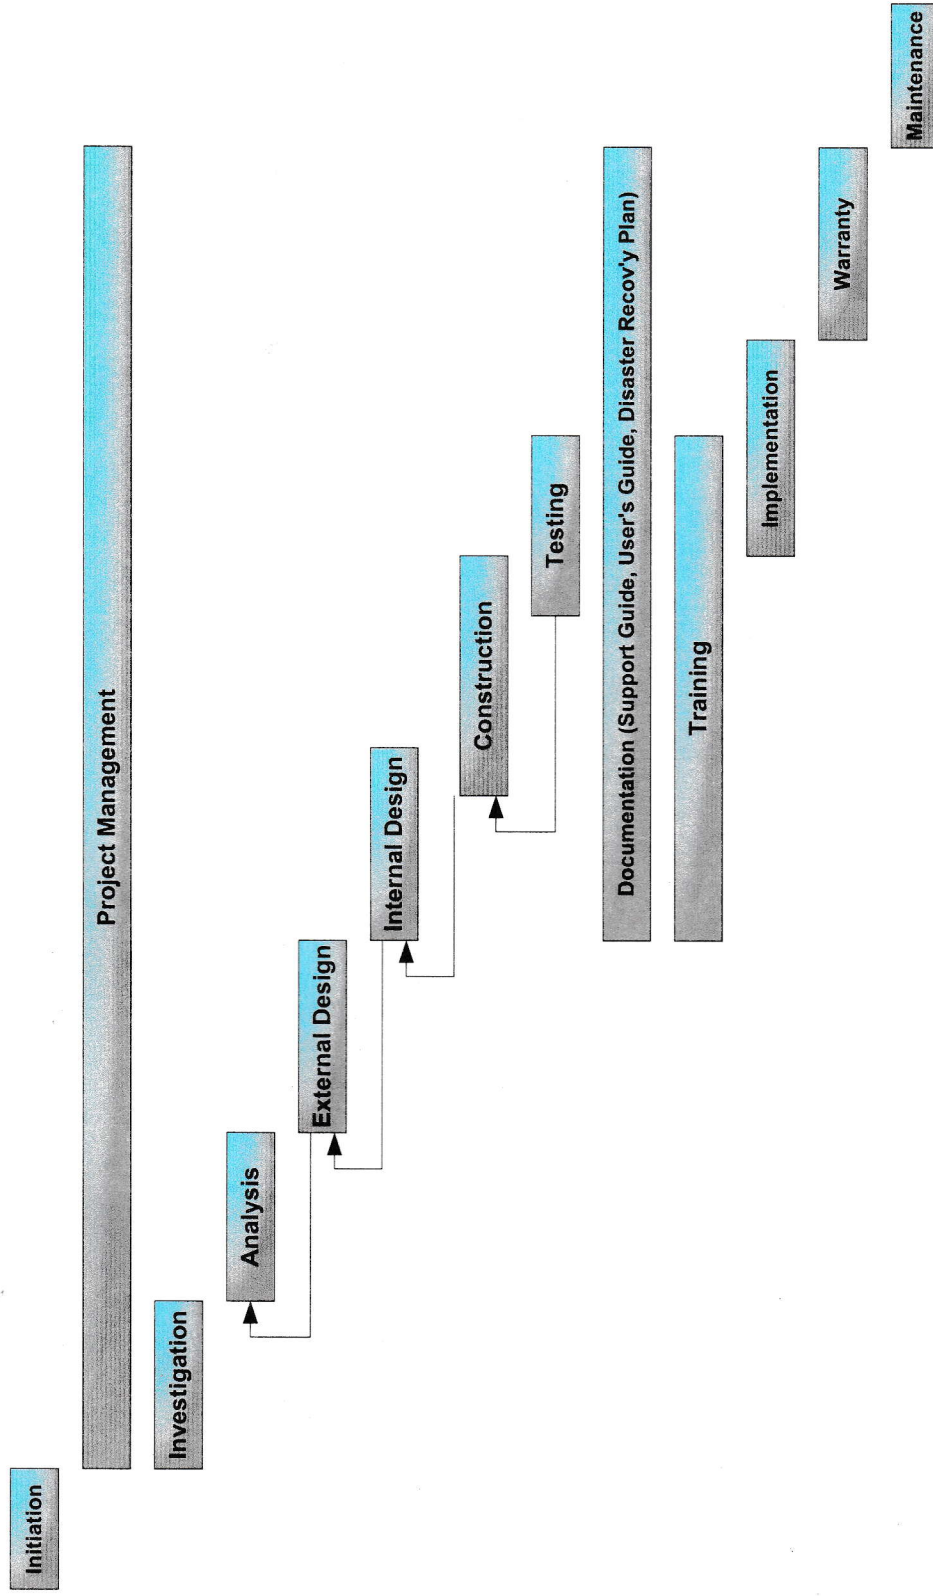 Initiation
Project Management
Investigation
Analysis
External Design
Internal Design
Construction
Testing
Documentation (Support Guide, User's Guide, Disaster Recov'y Plan)
Training
Implementation
Warranty
Maintenance